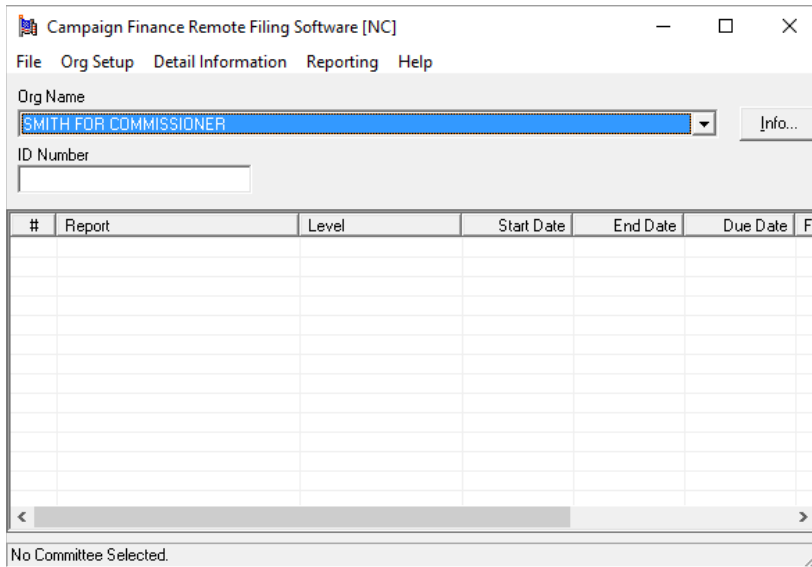 Campaign Finance Remote Filing Software [NC]
File Org Setup Detail Information Reporting Help
Org Name
SMITH FOR COMMISSIONER Info...
ID Number
# Report Level Start Date End Date Due Date F
No Committee Selected.